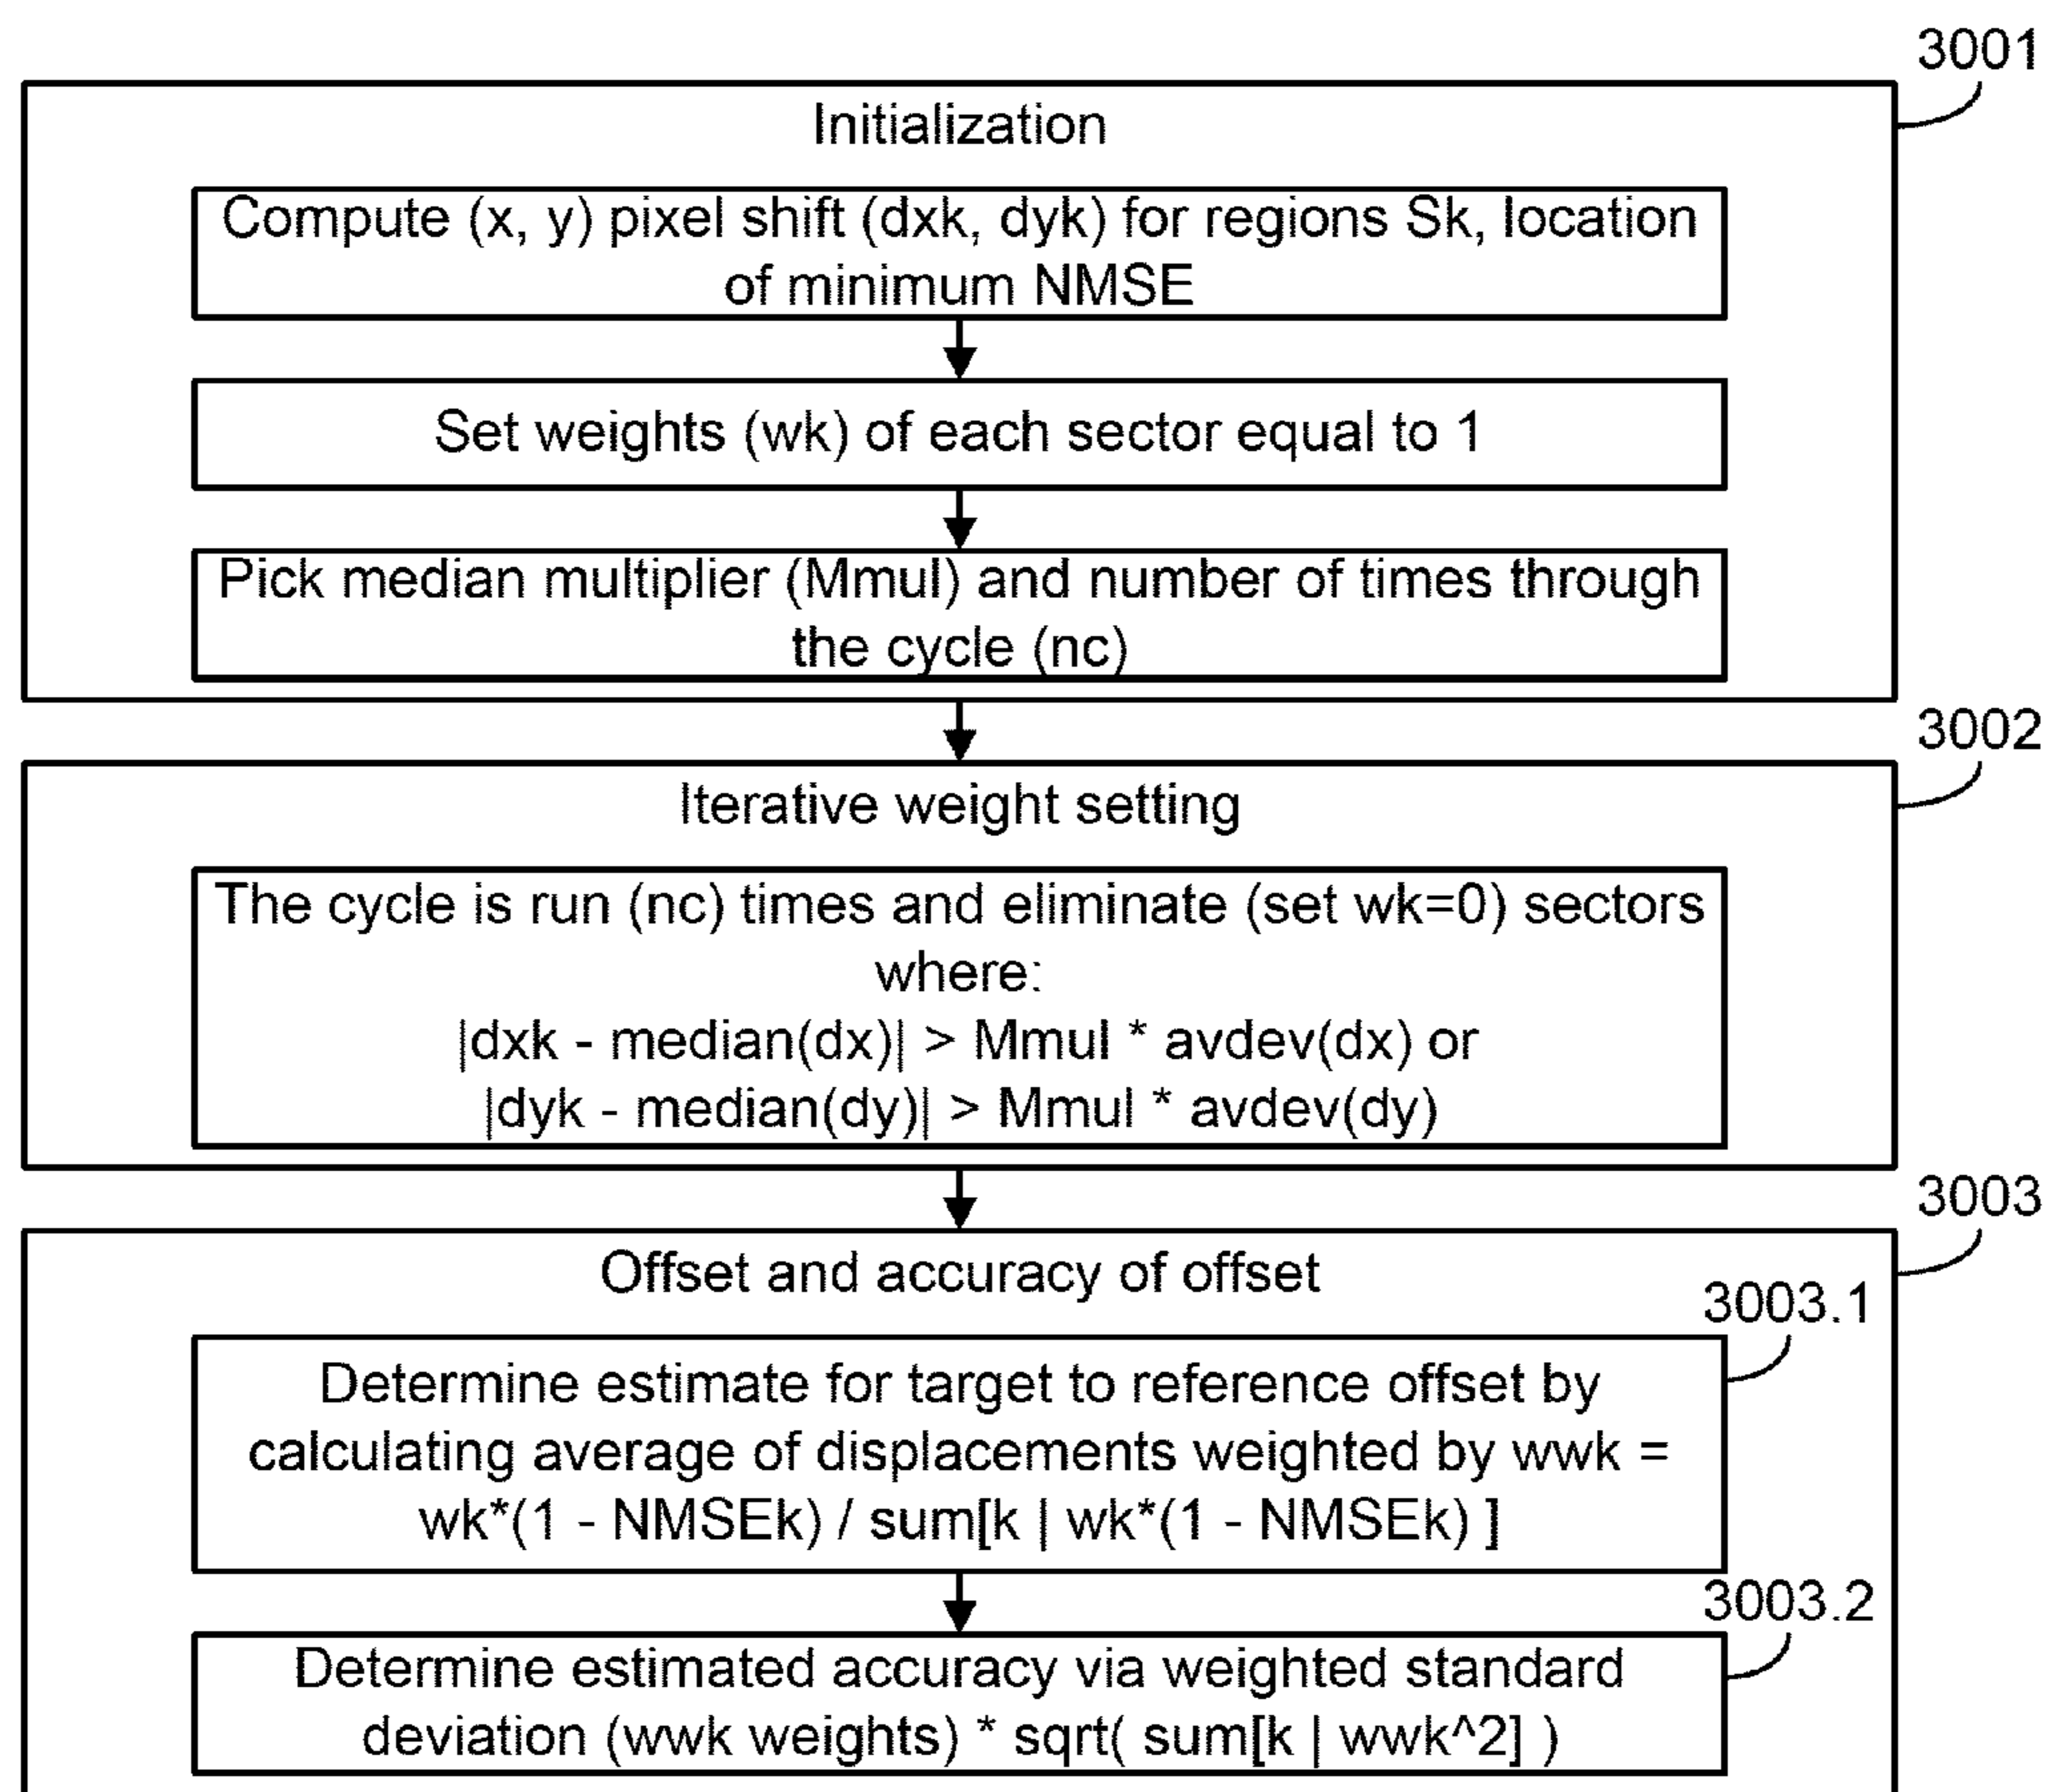 3001
Initialization
Compute (x, y) pixel shift (dxk, dyk) for regions Sk, location
of minimum NMSE
Set weights (wk) of each sector equal to 1
Pick median multiplier (Mmul) and number of times through
the cycle (nc)
3002
Iterative weight setting
The cycle is run (nc) times and eliminate (set wk=0) sectors
where:
|dxk - median(dx)| > Mmul * avdev(dx) or
|dyk - median(dy)| > Mmul * avdev(dy)
3003
Offset and accuracy of offset
3003.1
Determine estimate for target to reference offset by
calculating average of displacements weighted by wwk =
wk*(1 - NMSEk) / sum[k | wk*(1 - NMSEk) ]
3003.2
Determine estimated accuracy via weighted standard
deviation (wwk weights) * sqrt( sum[k | wwk^2] )